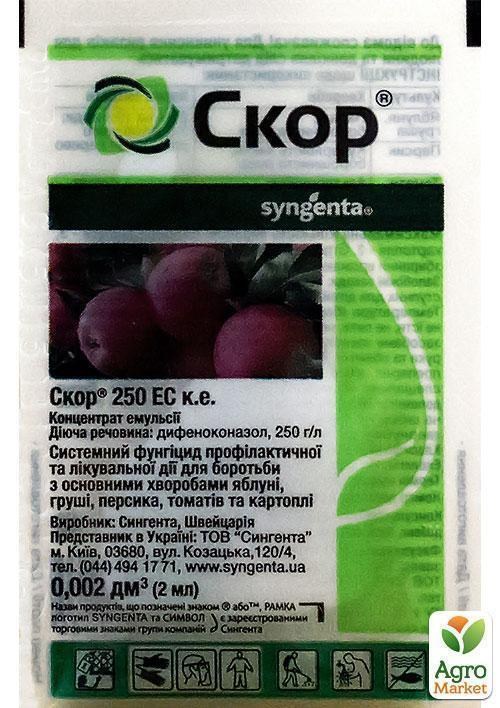 Скор®
syngenta®
Скор® 250 ЕС к.е.
Концентрат емульсії
Діюча речовина: дифеноконазол, 250 г/л
Системний фунгіцид профілактичної
та лікувальної дії для боротьби
з основними хворобами яблуні,
груші, персика, томатів та картоплі
Виробник: Сингента, Швейцарія
Представник в Україні: ТОВ “Сингента”
м. Київ, 03680, вул. Козацька,120/4,
тел. (044) 494 17 71, www.syngenta.ua
0,002 дм³ (2 мл)
Назви продуктів, що позначені знаком ® або™, РАМКА
логотип SYNGENTA та СИМВОЛ є зареєстрованими
торговими знаками групи компаній Сингента
Agro
Market